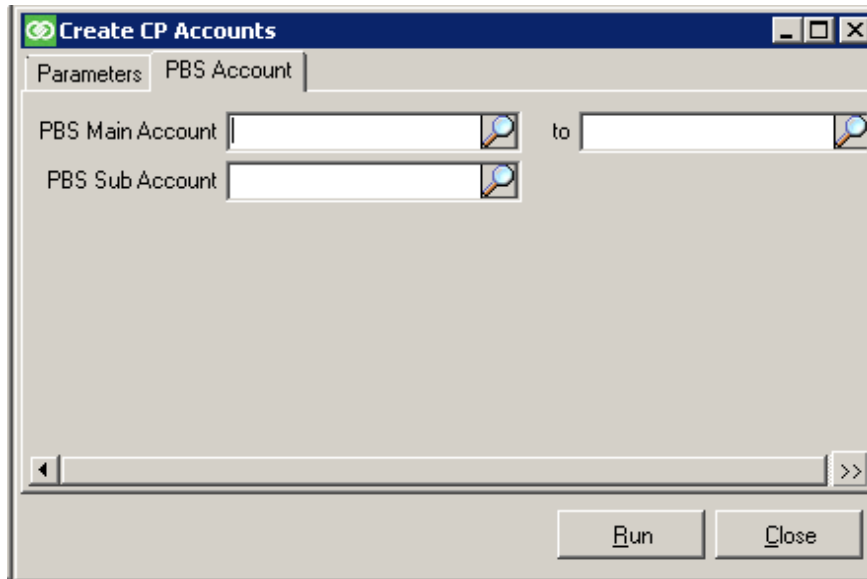 Create CP Accounts
Parameters PBS Account
PBS Main Account to
PBS Sub Account
>>
Run Close